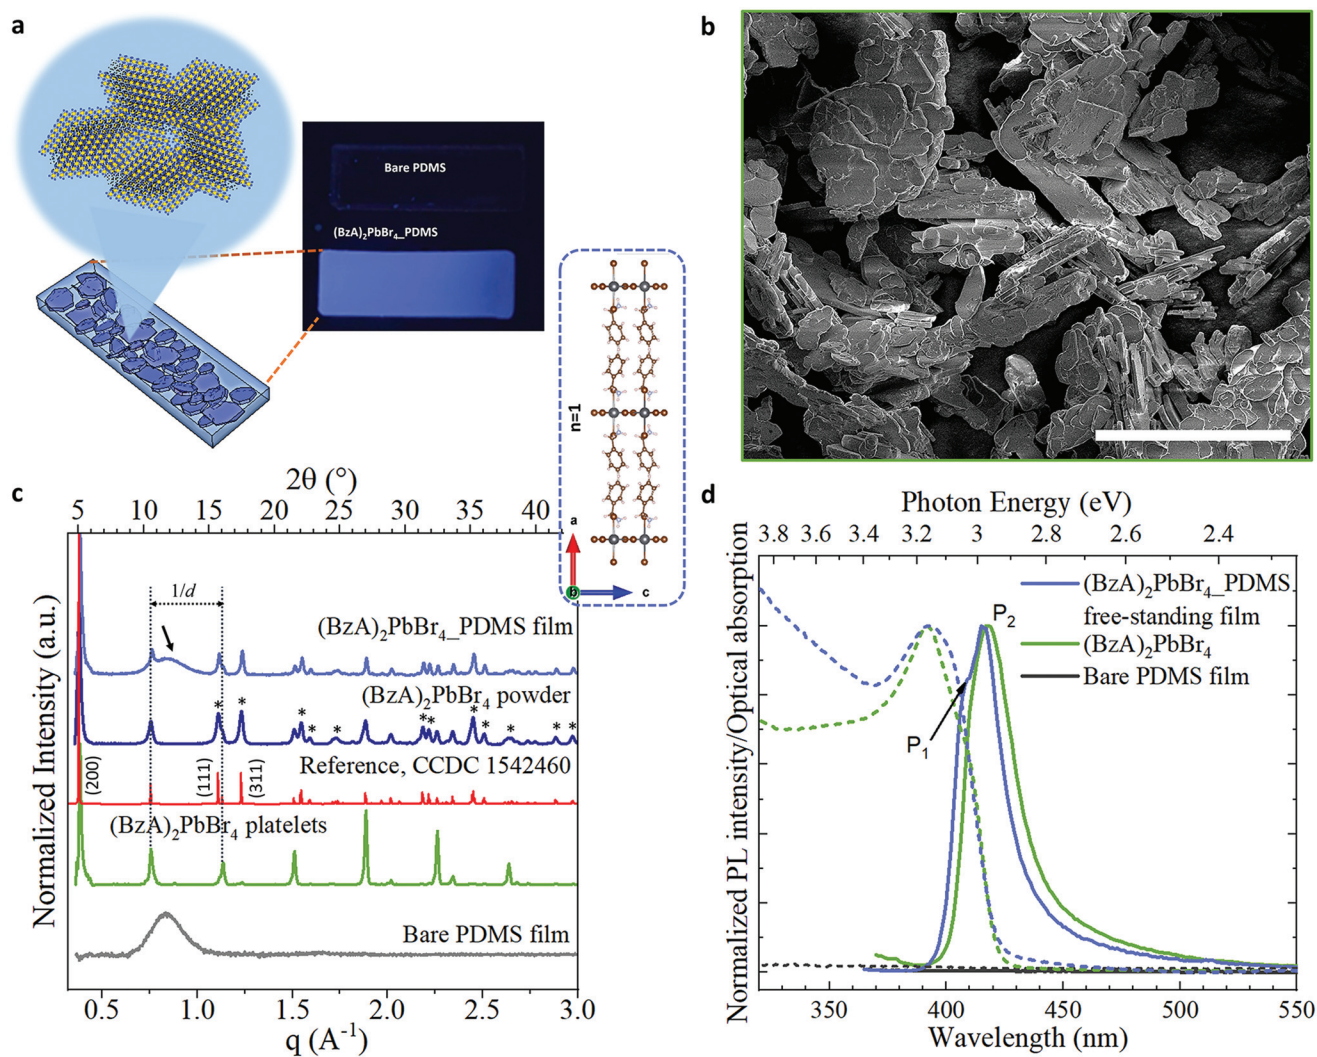 a
Bare PDMS
(BzA)₂PbBr₄_PDMS
b
n=1
a
b
c
c
2θ (°)
5 10 15 20 25 30 35 40
1/d
(BzA)₂PbBr₄_PDMS film
(BzA)₂PbBr₄ powder
* * * * * * * * * * * *
Reference, CCDC 1542460
(200)
(111)
(311)
(BzA)₂PbBr₄ platelets
Bare PDMS film
Normalized Intensity (a.u.)
0.5 1.0 1.5 2.0 2.5 3.0
q (A⁻¹)
d
Photon Energy (eV)
3.8 3.6 3.4 3.2 3 2.8 2.6 2.4
(BzA)₂PbBr₄_PDMS
free-standing film
(BzA)₂PbBr₄
Bare PDMS film
P₂
P₁
Normalized PL intensity/Optical absorption
350 400 450 500 550
Wavelength (nm)